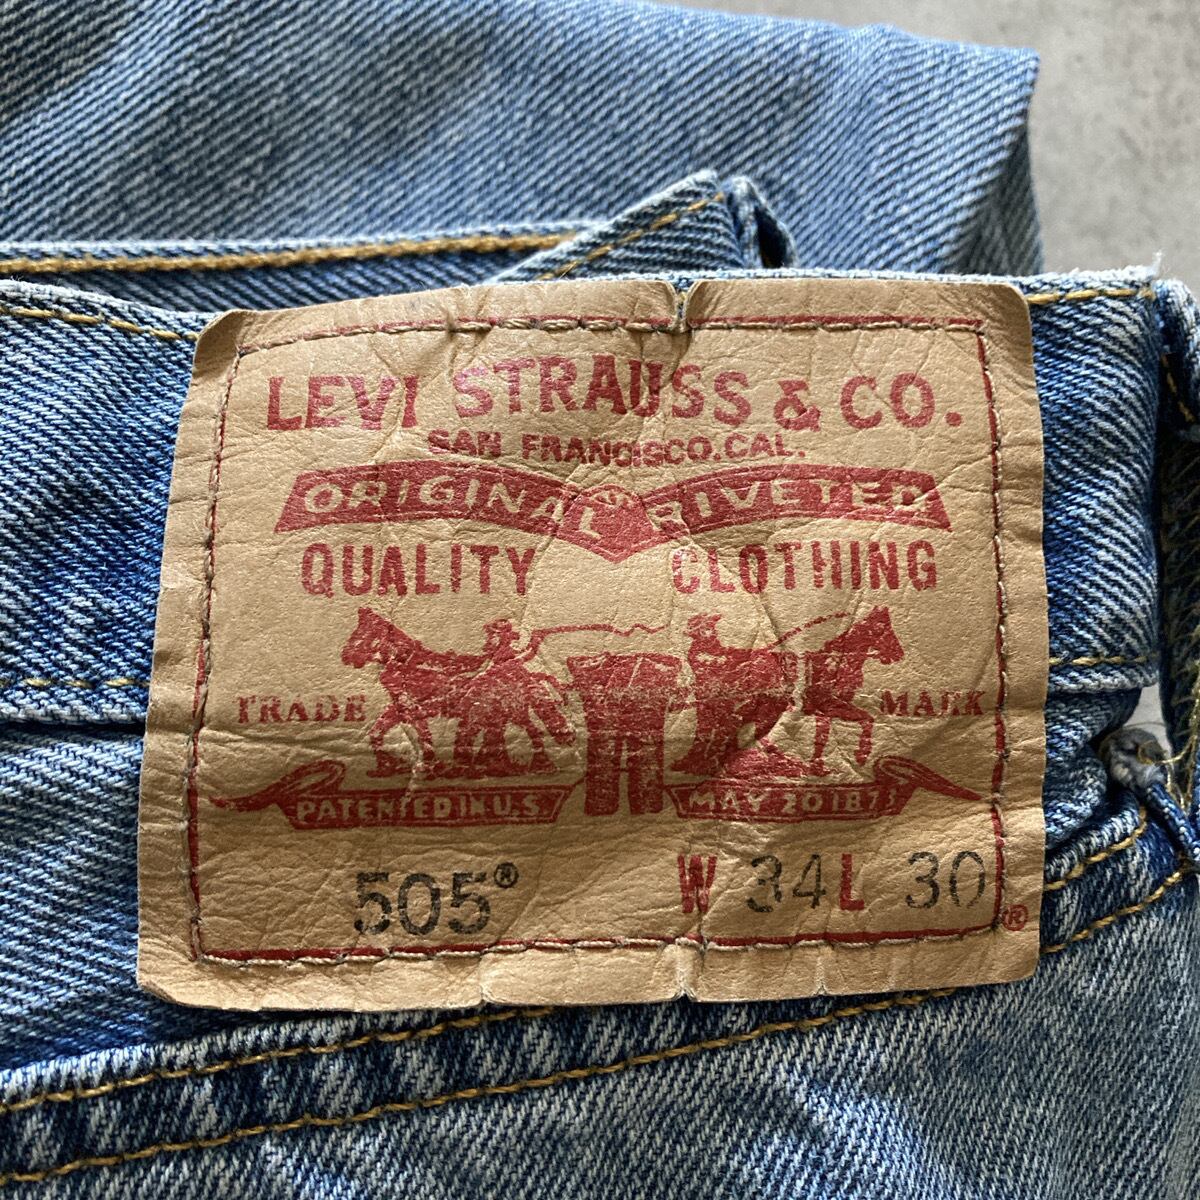 LEVI STRAUSS & CO.
SAN FRANCISCO, CAL.
ORIGINAL RIVETED
QUALITY CLOTHING
TRADE MARK
PATENTED IN U.S. MAY 20 1873
505® W 34 L 30
®